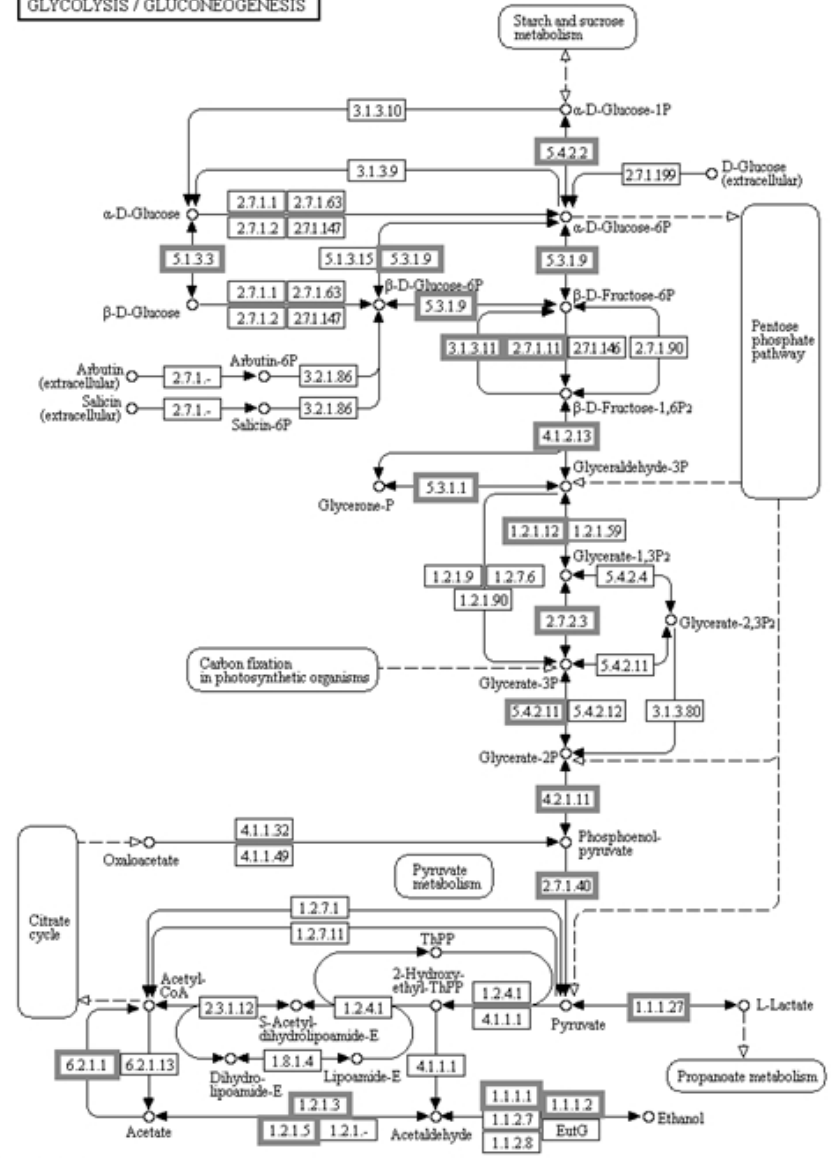 GLYCOLYSIS / GLUCONEOGENESIS
Starch and sucrose
metabolism
3.1.3.10
α-D-Glucose-1P
5.4.2.2
3.1.3.9
2.7.1.199
D-Glucose
(extracellular)
α-D-Glucose
2.7.1.1
2.7.1.63
2.7.1.2
2.7.1.147
α-D-Glucose-6P
5.1.3.3
5.1.3.15
5.3.1.9
5.3.1.9
β-D-Glucose
2.7.1.1
2.7.1.63
2.7.1.2
2.7.1.147
β-D-Glucose-6P
5.3.1.9
β-D-Fructose-6P
Pentose
phosphate
pathway
3.1.3.11
2.7.1.11
2.7.1.146
2.7.1.90
Arbutin
(extracellular)
2.7.1.-
Arbutin-6P
3.2.1.86
Salicin
(extracellular)
2.7.1.-
Salicin-6P
3.2.1.86
β-D-Fructose-1,6P2
4.1.2.13
Glyceraldehyde-3P
5.3.1.1
Glycerone-P
1.2.1.12
1.2.1.59
Glycerate-1,3P2
1.2.1.9
1.2.7.6
1.2.1.90
5.4.2.4
2.7.2.3
Glycerate-2,3P2
Carbon fixation
in photosynthetic organisms
5.4.2.11
Glycerate-3P
5.4.2.11
5.4.2.12
3.1.3.80
Glycerate-2P
4.2.1.11
4.1.1.32
4.1.1.49
Oxaloacetate
Phosphoenol-
pyruvate
Pyruvate
metabolism
2.7.1.40
Citrate
cycle
1.2.7.1
1.2.7.11
ThPP
Acetyl-
CoA
2-Hydroxy-
ethyl-ThPP
2.3.1.12
S-Acetyl-
dihydrolipoamide-E
1.2.4.1
1.2.4.1
4.1.1.1
Pyruvate
1.1.1.27
L-Lactate
6.2.1.1
6.2.1.13
Dihydro-
lipoamide-E
1.8.1.4
Lipoamide-E
4.1.1.1
Propanoate metabolism
Acetate
1.2.1.3
1.2.1.5
1.2.1.-
Acetaldehyde
1.1.1.1
1.1.1.2
1.1.2.7
EutG
1.1.2.8
Ethanol